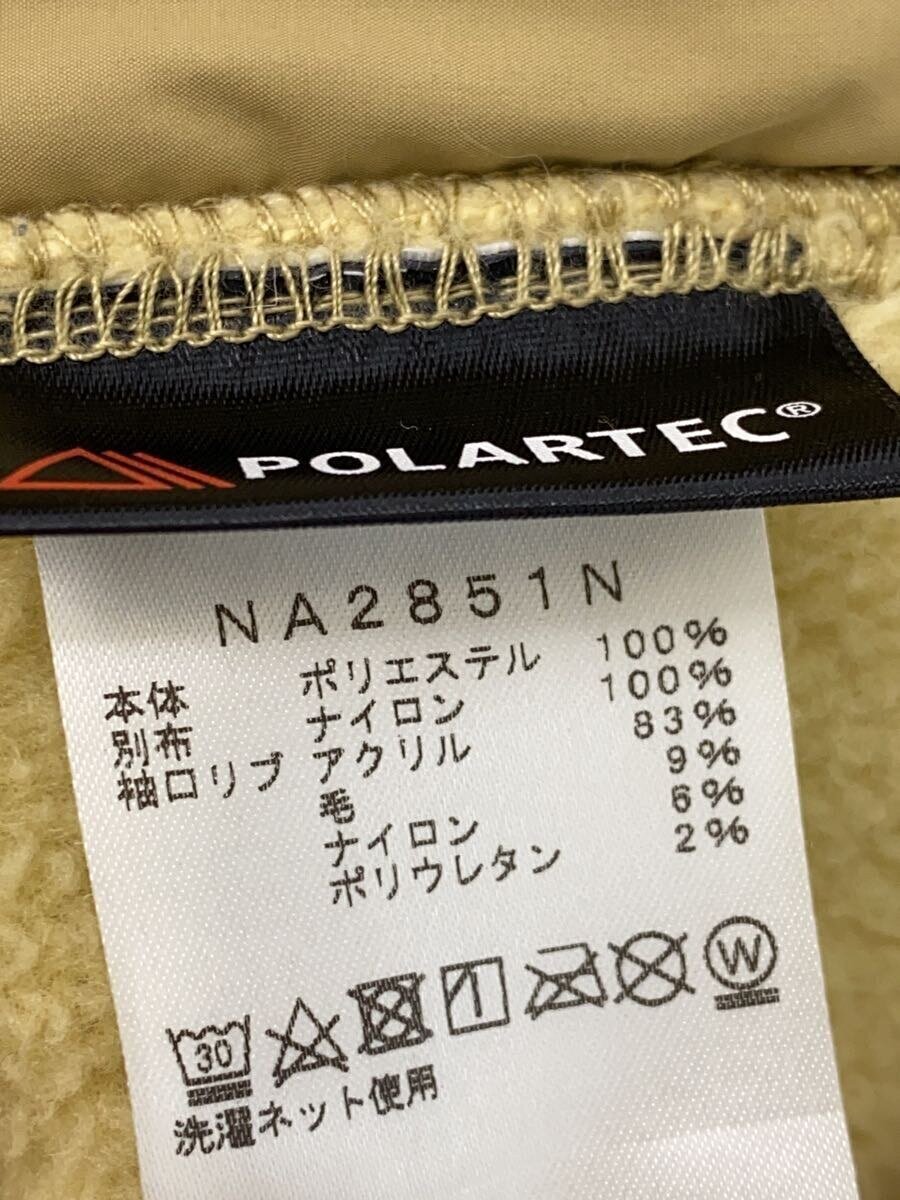 POLARTEC®
NA2851N
本体 ポリエステル 100%
別布 ナイロン 100%
袖口リブ アクリル 83%
毛 9%
ナイロン 6%
ポリウレタン 2%
30 W
洗濯ネット使用